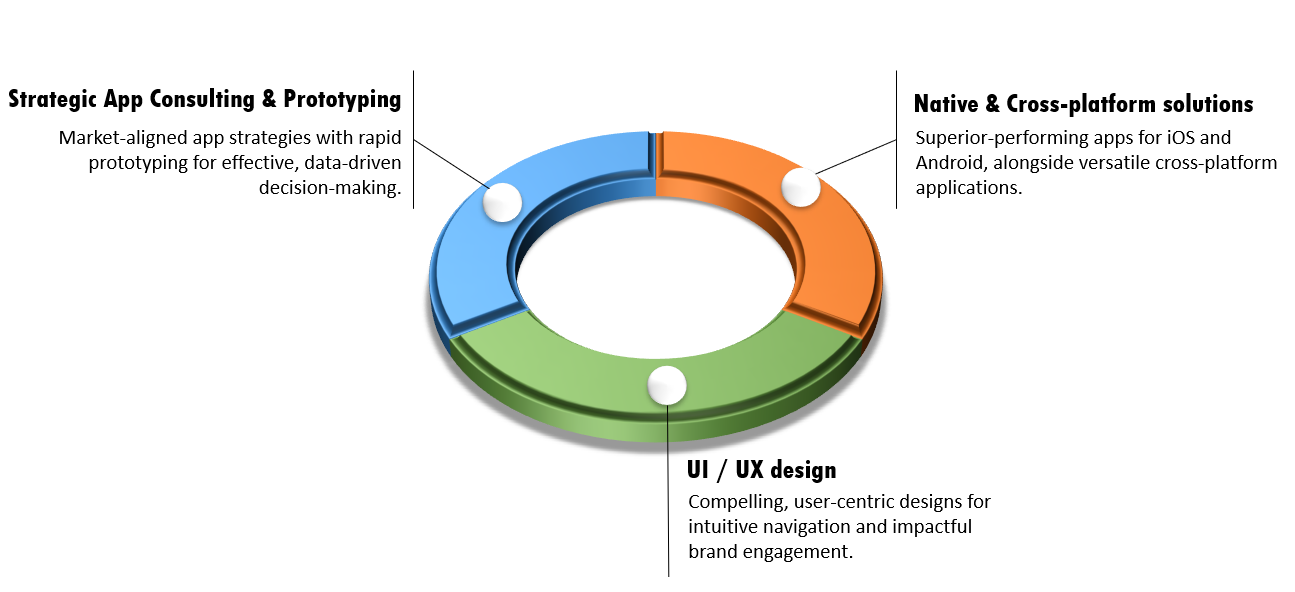 Strategic App Consulting & Prototyping
Market-aligned app strategies with rapid
prototyping for effective, data-driven
decision-making.
Native & Cross-platform solutions
Superior-performing apps for iOS and
Android, alongside versatile cross-platform
applications.
UI / UX design
Compelling, user-centric designs for
intuitive navigation and impactful
brand engagement.